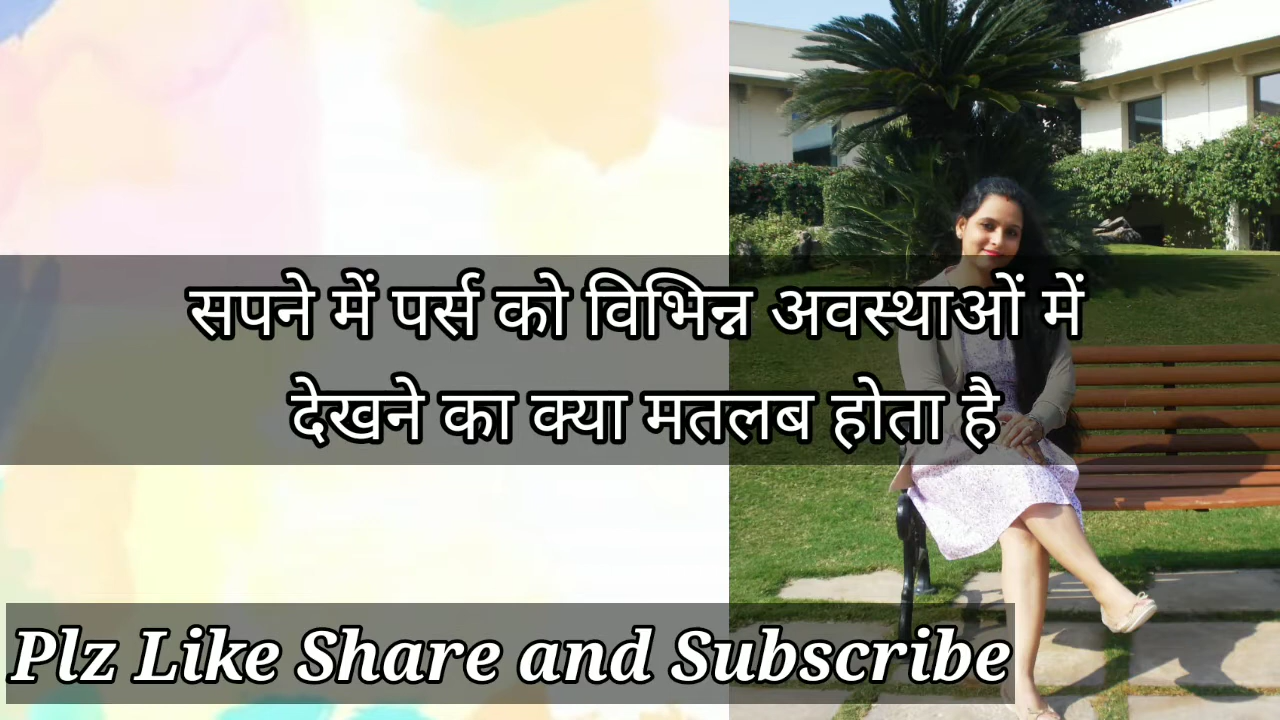 सपने में पर्स को विभिन्न अवस्थाओं में
देखने का क्या मतलब होता है
Plz Like Share and Subscribe